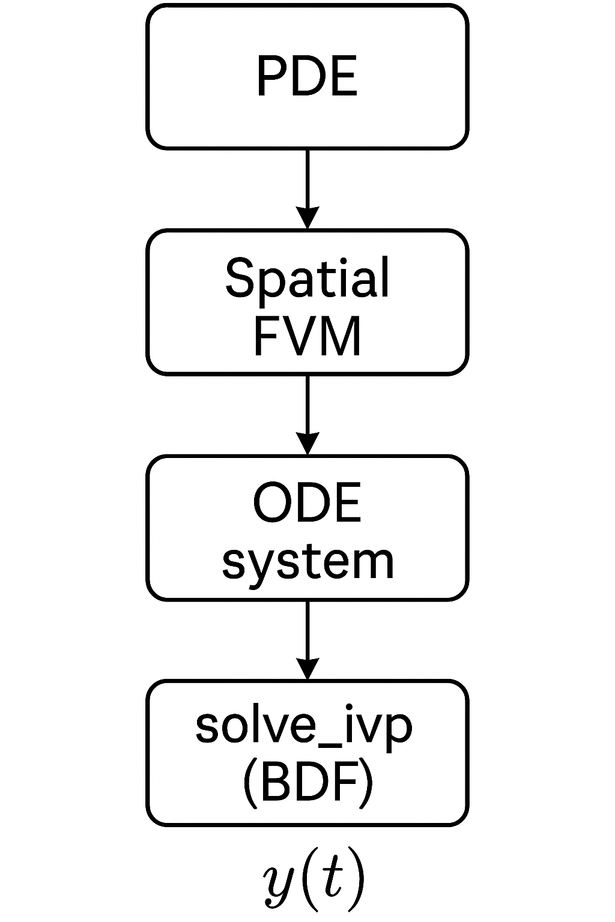 PDE
Spatial
FVM
ODE
system
solve_ivp
(BDF)
y(t)